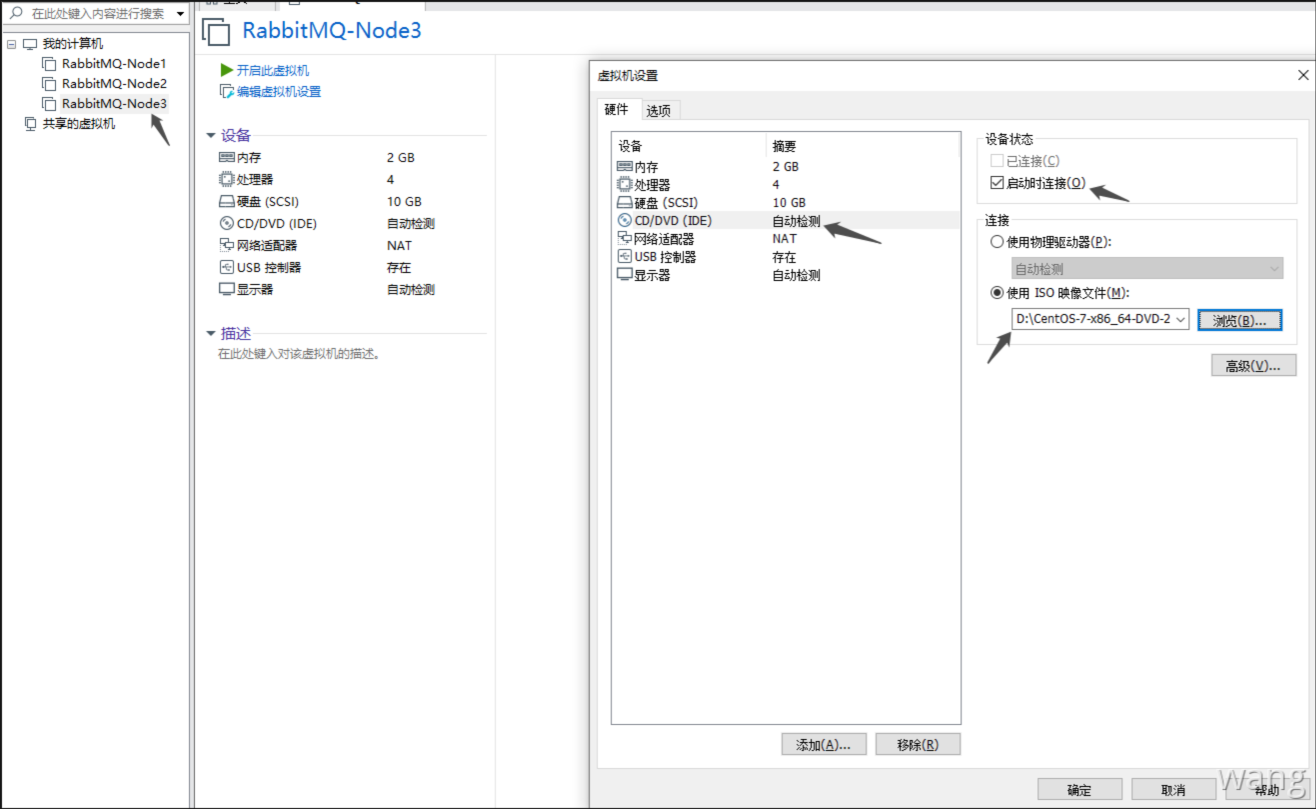 在此处键入内容进行搜索
我的计算机
RabbitMQ-Node1
RabbitMQ-Node2
RabbitMQ-Node3
共享的虚拟机
RabbitMQ-Node3
开启此虚拟机
编辑虚拟机设置
设备
内存 2 GB
处理器 4
硬盘 (SCSI) 10 GB
CD/DVD (IDE) 自动检测
网络适配器 NAT
USB 控制器 存在
显示器 自动检测
描述
在此处键入对该虚拟机的描述。
虚拟机设置
硬件 选项
设备 摘要
内存 2 GB
处理器 4
硬盘 (SCSI) 10 GB
CD/DVD (IDE) 自动检测
网络适配器 NAT
USB 控制器 存在
显示器 自动检测
添加(A)... 移除(R)
设备状态
已连接(C)
启动时连接(O)
连接
使用物理驱动器(P):
自动检测
使用 ISO 映像文件(M):
D:\CentOS-7-x86_64-DVD-2 浏览(B)...
高级(V)...
确定 取消 帮助
wang